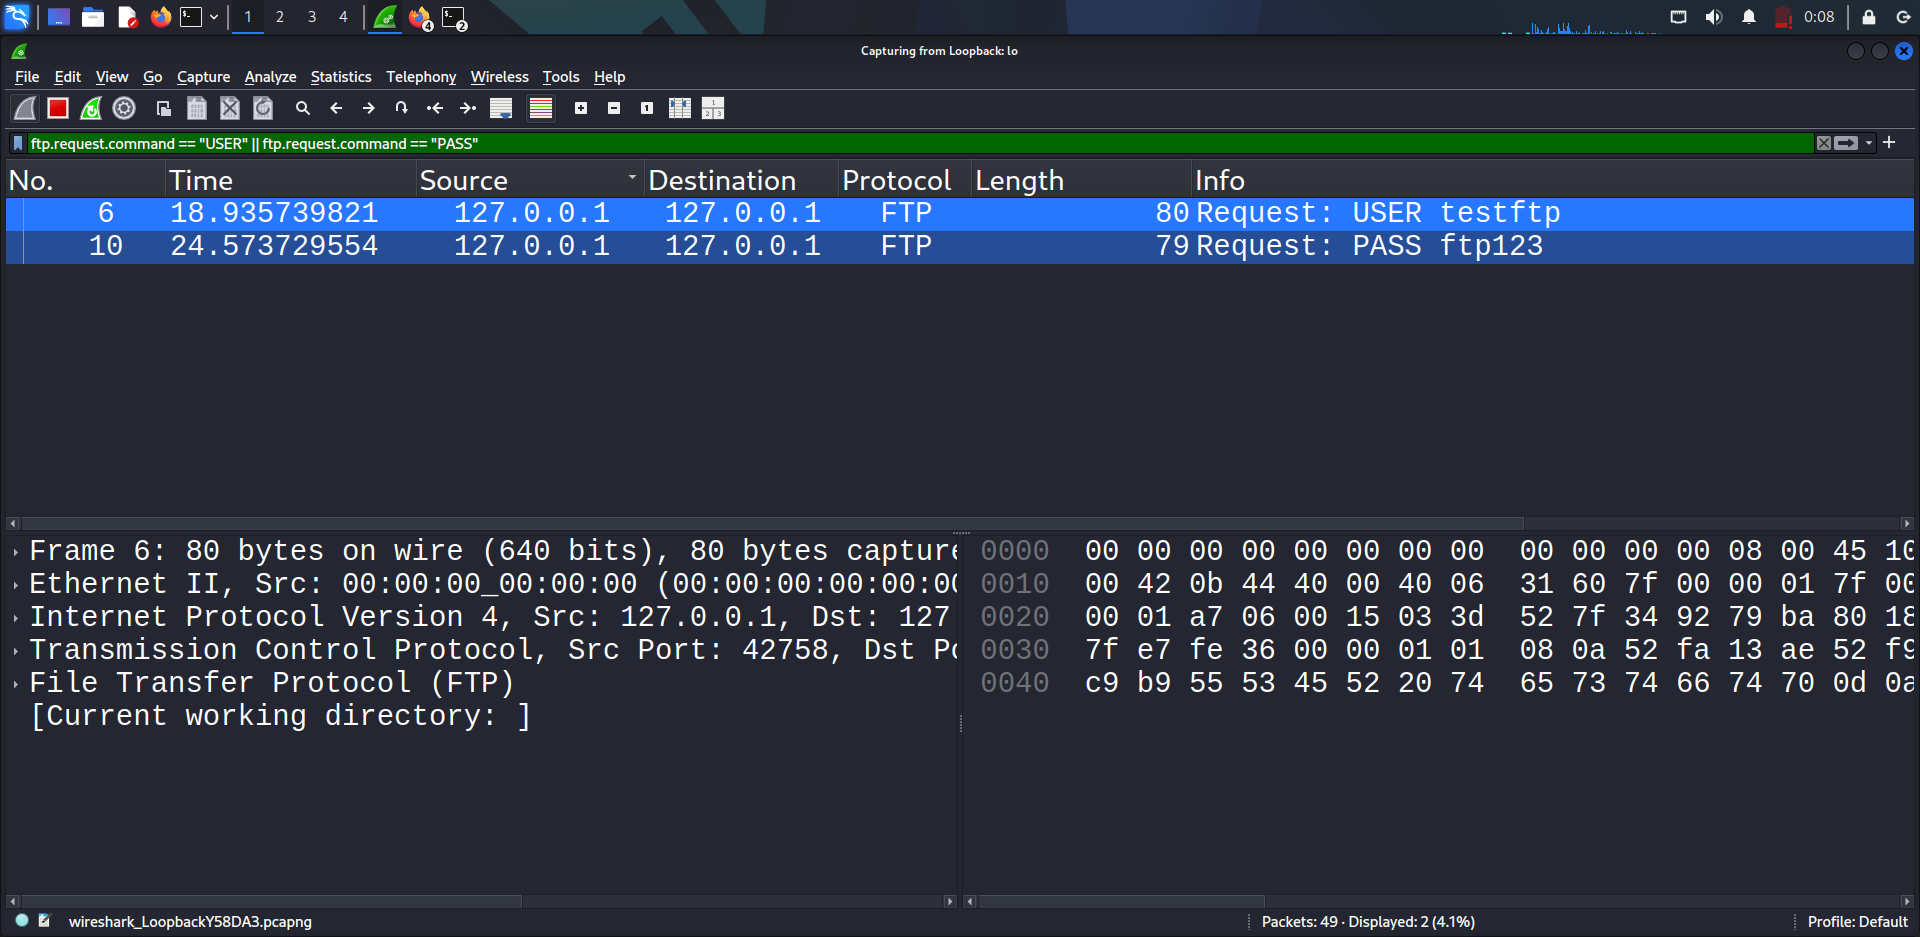 1 2 3 4 4 2 0:08
Capturing from Loopback: lo
File Edit View Go Capture Analyze Statistics Telephony Wireless Tools Help
ftp.request.command == "USER" || ftp.request.command == "PASS"
No. Time Source Destination Protocol Length Info
6 18.935739821 127.0.0.1 127.0.0.1 FTP 80 Request: USER testftp
10 24.573729554 127.0.0.1 127.0.0.1 FTP 79 Request: PASS ftp123
Frame 6: 80 bytes on wire (640 bits), 80 bytes capture
Ethernet II, Src: 00:00:00_00:00:00 (00:00:00:00:00:00
Internet Protocol Version 4, Src: 127.0.0.1, Dst: 127
Transmission Control Protocol, Src Port: 42758, Dst Po
File Transfer Protocol (FTP)
[Current working directory: ]
0000 00 00 00 00 00 00 00 00 00 00 00 00 08 00 45 10
0010 00 42 0b 44 40 00 40 06 31 60 7f 00 00 01 7f 00
0020 00 01 a7 06 00 15 03 3d 52 7f 34 92 79 ba 80 18
0030 7f e7 fe 36 00 00 01 01 08 0a 52 fa 13 ae 52 f9
0040 c9 b9 55 53 45 52 20 74 65 73 74 66 74 70 0d 0a
wireshark_LoopbackY58DA3.pcapng
Packets: 49 · Displayed: 2 (4.1%)
Profile: Default